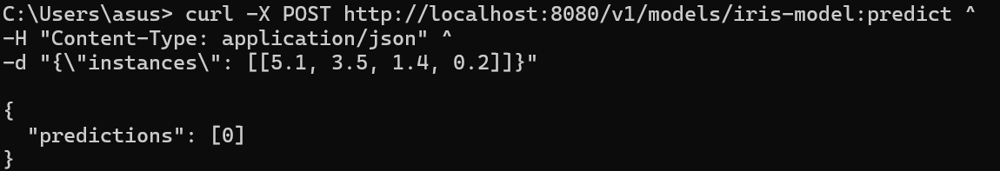 C:\Users\asus> curl -X POST http://localhost:8080/v1/models/iris-model:predict ^
-H "Content-Type: application/json" ^
-d "{\"instances\": [[5.1, 3.5, 1.4, 0.2]]}"

{
  "predictions": [0]
}